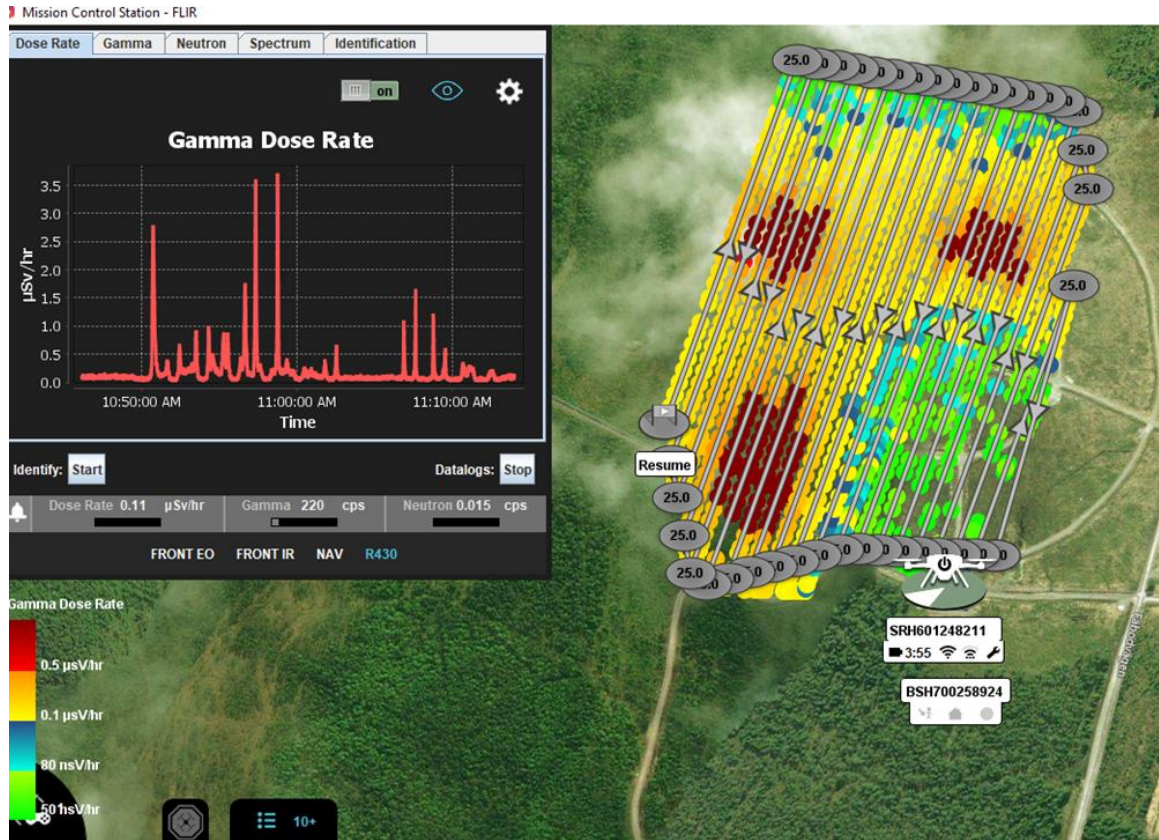 Mission Control Station - FLIR
Dose Rate Gamma Neutron Spectrum Identification
on
Gamma Dose Rate
3.5
3.0
2.5
2.0
1.5
1.0
0.5
0.0
µSv/hr
10:50:00 AM 11:00:00 AM 11:10:00 AM
Time
Identify: Start Datalogs: Stop
Dose Rate 0.11 µSv/hr Gamma 220 cps Neutron 0.015 cps
FRONT EO FRONT IR NAV R430
Gamma Dose Rate
0.5 µsV/hr
0.1 µsV/hr
80 nsV/hr
50 nsV/hr
10+
25.0
25.0
25.0
25.0
Resume
25.0
25.0
25.0
SRH601248211
3:55
BSH700258924